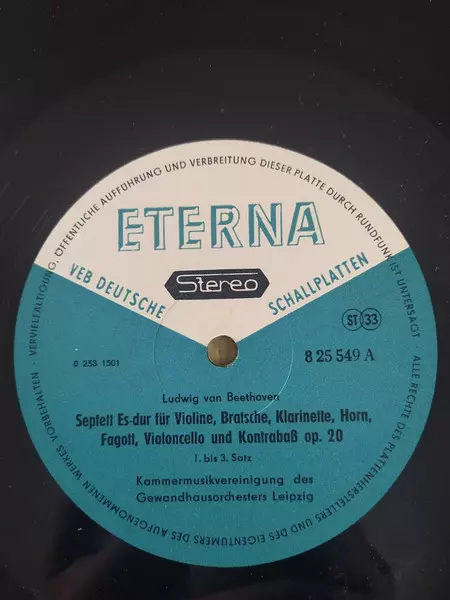 VERVIELFÄLTIGUNG, ÖFFENTLICHE AUFFÜHRUNG UND VERBREITUNG DIESER PLATTE DURCH RUNDFUNK IST UNTERSAGT · ALLE RECHTE DES PLATTENHERSTELLERS UND DES EIGENTÜMERS DES AUFGENOMMENEN WERKES VORBEHALTEN ·
ETERNA
VEB DEUTSCHE SCHALLPLATTEN
Stereo
ST 33
0 253 1501
8 25 549 A
Ludwig van Beethoven
Septett Es-dur für Violine, Bratsche, Klarinette, Horn,
Fagott, Violoncello und Kontrabaß op. 20
1. bis 3. Satz
Kammermusikvereinigung des
Gewandhausorchesters Leipzig